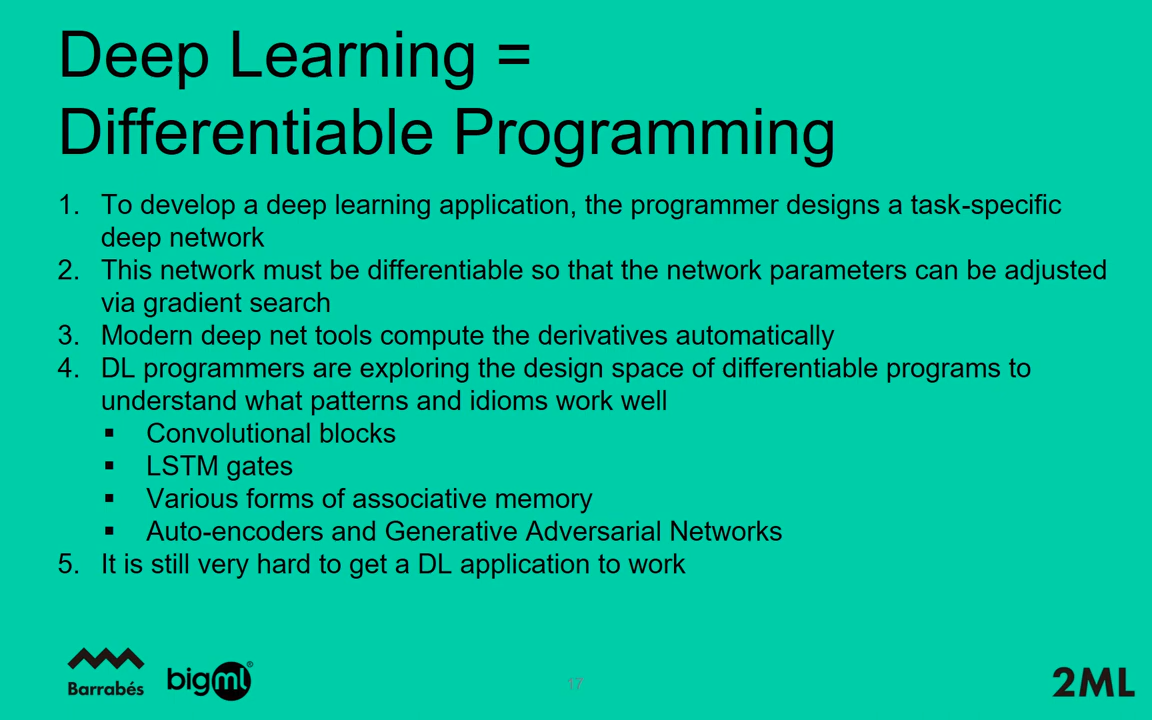 Deep Learning =
Differentiable Programming
1. To develop a deep learning application, the programmer designs a task-specific
deep network
2. This network must be differentiable so that the network parameters can be adjusted
via gradient search
3. Modern deep net tools compute the derivatives automatically
4. DL programmers are exploring the design space of differentiable programs to
understand what patterns and idioms work well
▪ Convolutional blocks
▪ LSTM gates
▪ Various forms of associative memory
▪ Auto-encoders and Generative Adversarial Networks
5. It is still very hard to get a DL application to work
Barrabés
bigml®
17
2ML